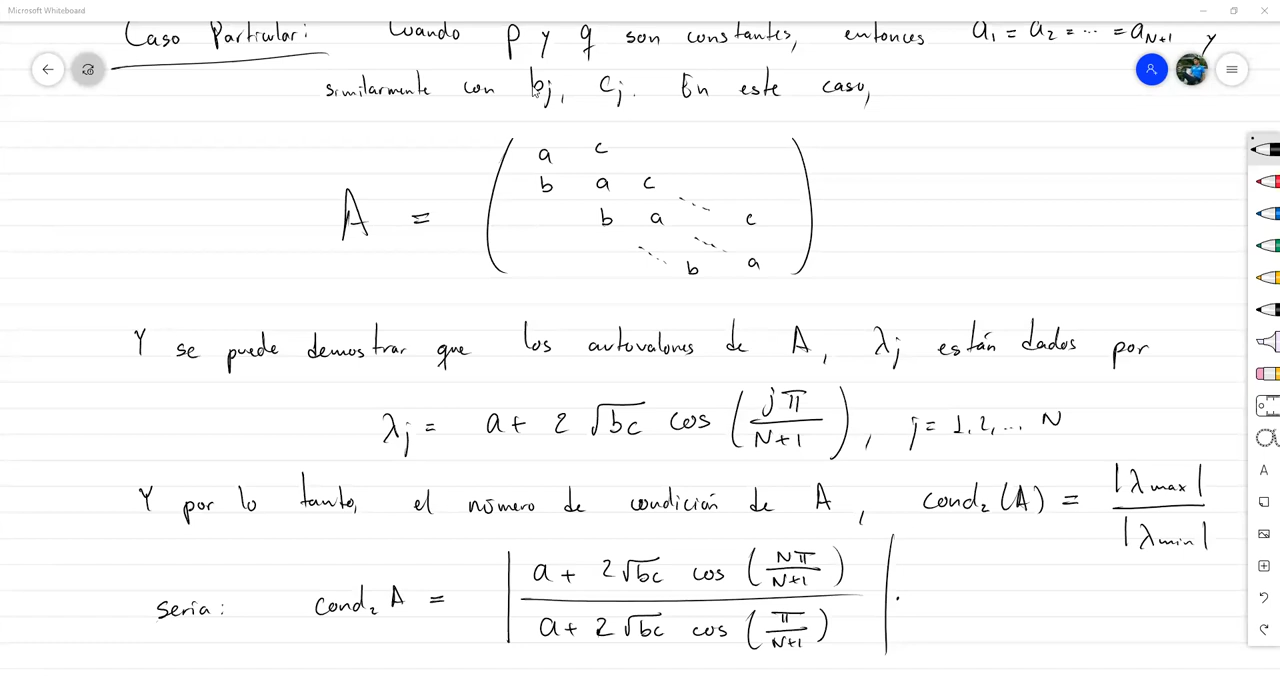 Microsoft Whiteboard
Caso Particular: Cuando p y q son constantes, entonces a₁ = a₂ = ... = a_{N+1} y
similarmente con bj, cj. En este caso,
a c
b a c
A = b a c
b a
Y se puede demostrar que los autovalores de A, λj están dados por
λj = a + 2 √bc cos (jπ / N+1), j = 1, 2, ... N
Y por lo tanto, el número de condición de A, cond₂(A) = |λmax| / |λmin|
sería: cond₂ A = | a + 2√bc cos (Nπ / N+1) / a + 2√bc cos (π / N+1) | .
A